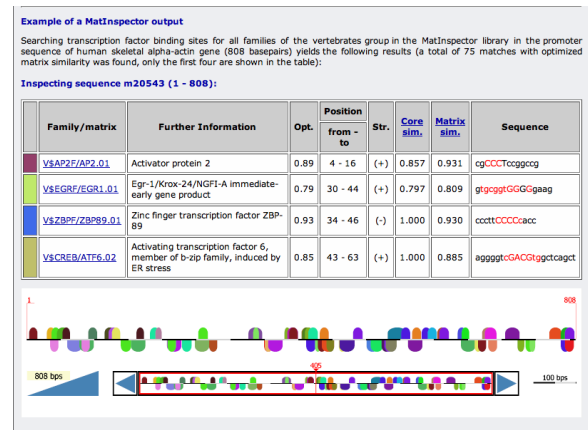 Example of a MatInspector output
Searching transcription factor binding sites for all families of the vertebrates group in the MatInspector library in the promoter
sequence of human skeletal alpha-actin gene (808 basepairs) yields the following results (a total of 75 matches with optimized
matrix similarity was found, only the first four are shown in the table):
Inspecting sequence m20543 (1 - 808):
Family/matrix Further Information Opt. Position from - to Str. Core sim. Matrix sim. Sequence
V$AP2F/AP2.01 Activator protein 2 0.89 4 - 16 (+) 0.857 0.931 cgCCCTccggccg
V$EGRF/EGR1.01 Egr-1/Krox-24/NGFI-A immediate-early gene product 0.79 30 - 44 (+) 0.797 0.809 gtgcggtGGGGgaag
V$ZBPF/ZBP89.01 Zinc finger transcription factor ZBP-89 0.93 34 - 46 (-) 1.000 0.930 cccttCCCCcacc
V$CREB/ATF6.02 Activating transcription factor 6, member of b-zip family, induced by ER stress 0.85 43 - 63 (+) 1.000 0.885 aggggtcGACGtggctcagct
1 808
405
808 bps
100 bps